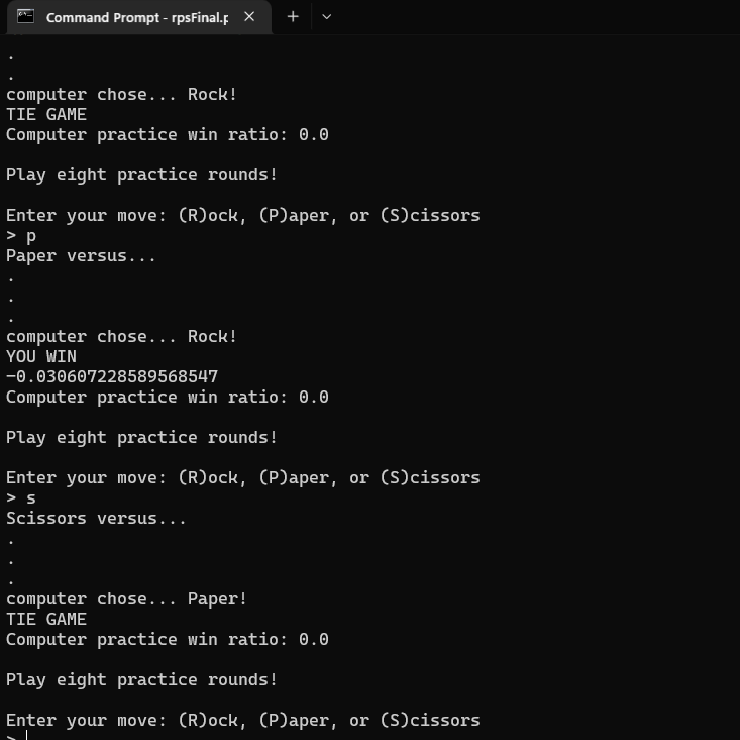 Command Prompt - rpsFinal.p
.
.
computer chose... Rock!
TIE GAME
Computer practice win ratio: 0.0
Play eight practice rounds!
Enter your move: (R)ock, (P)aper, or (S)cissors
> p
Paper versus...
.
.
.
computer chose... Rock!
YOU WIN
-0.030607228589568547
Computer practice win ratio: 0.0
Play eight practice rounds!
Enter your move: (R)ock, (P)aper, or (S)cissors
> s
Scissors versus...
.
.
.
computer chose... Paper!
TIE GAME
Computer practice win ratio: 0.0
Play eight practice rounds!
Enter your move: (R)ock, (P)aper, or (S)cissors
>